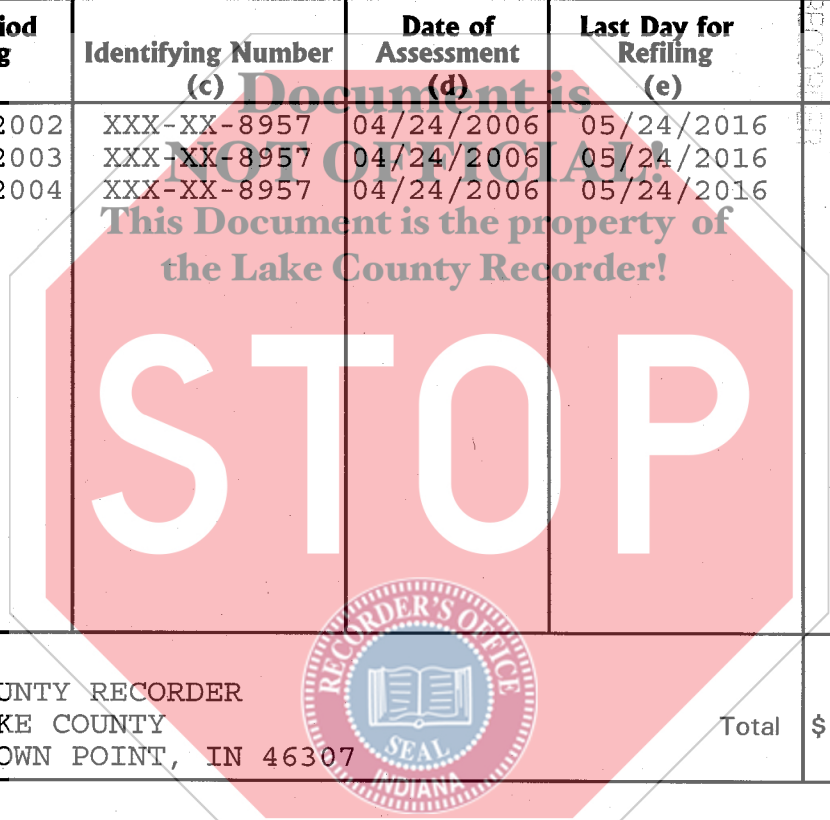 iod Date of Last Day for
g Identifying Number Assessment Refiling
(c) (d) (e)
Document is
2002 XXX-XX-8957 04/24/2006 05/24/2016
2003 XXX-XX-8957 04/24/2006 05/24/2016
NOT OFFICIAL!
2004 XXX-XX-8957 04/24/2006 05/24/2016
This Document is the property of
the Lake County Recorder!
STOP
RECORDER'S OFFICE
SEAL
INDIANA
UNTY RECORDER
KE COUNTY Total $
OWN POINT, IN 46307